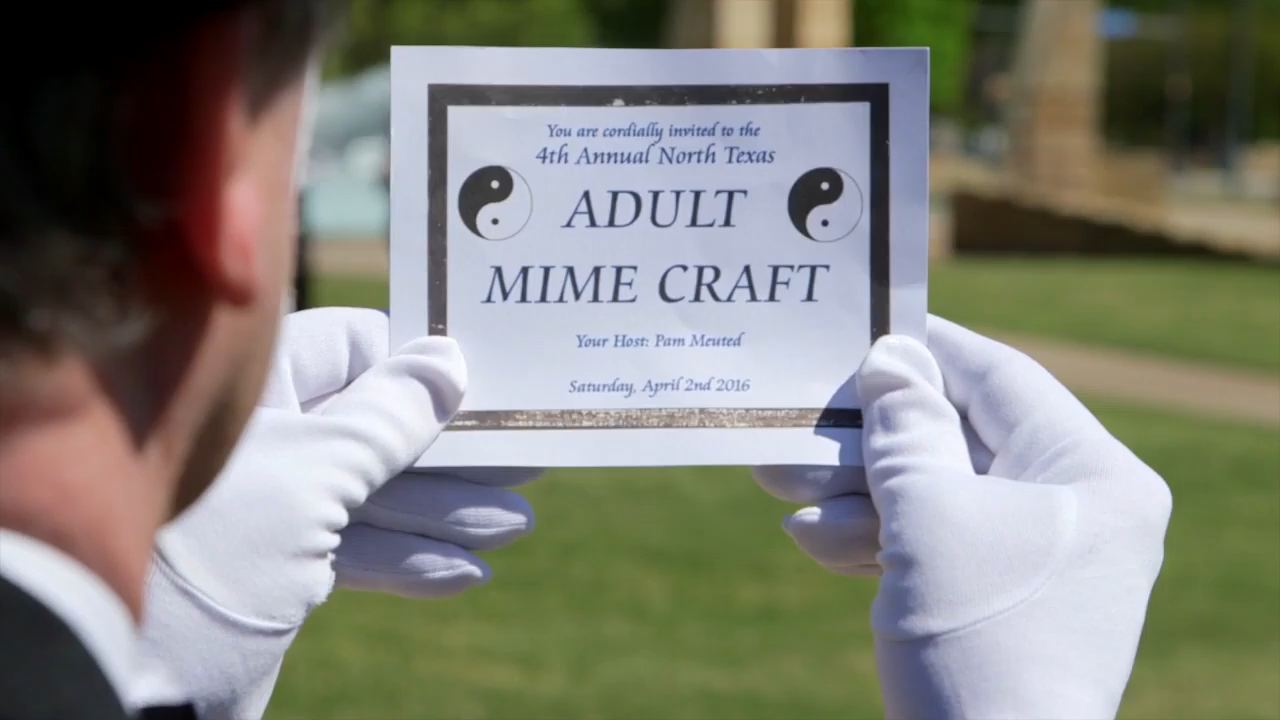 You are cordially invited to the
4th Annual North Texas
ADULT
MIME CRAFT
Your Host: Pam Meuted
Saturday, April 2nd 2016